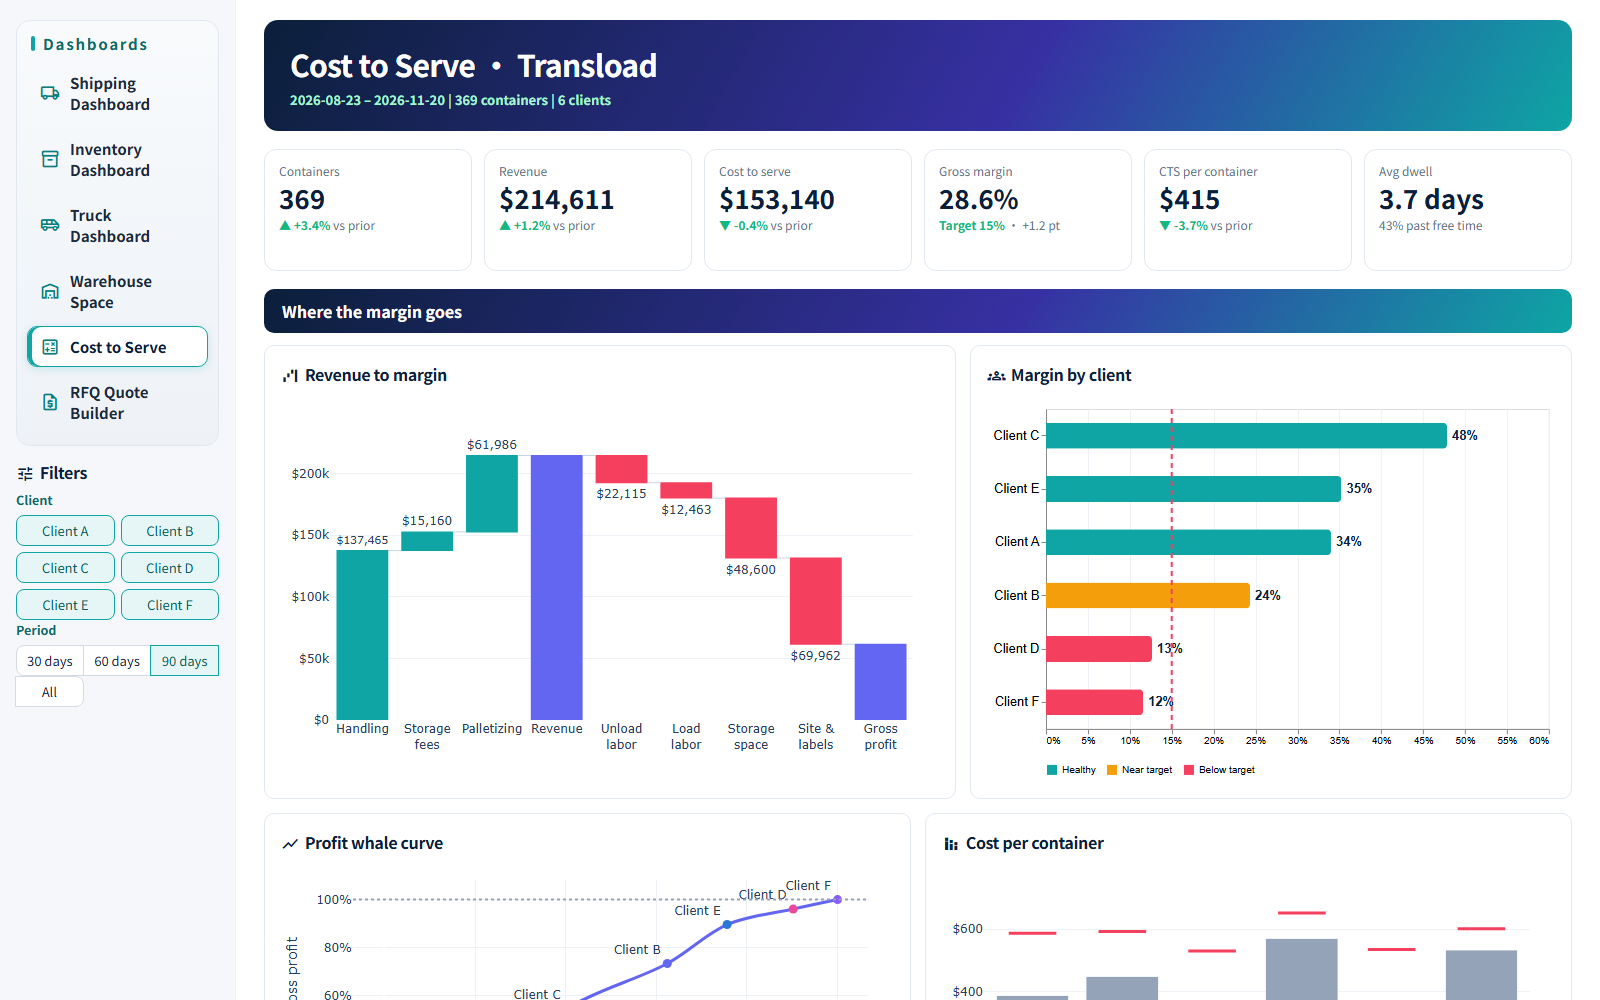 Dashboards
Shipping
Dashboard
Inventory
Dashboard
Truck
Dashboard
Warehouse
Space
Cost to Serve
RFQ Quote
Builder
Filters
Client
Client A
Client B
Client C
Client D
Client E
Client F
Period
30 days
60 days
90 days
All
Cost to Serve • Transload
2026-08-23 – 2026-11-20 | 369 containers | 6 clients
Containers
369
▲ +3.4% vs prior
Revenue
$214,611
▲ +1.2% vs prior
Cost to serve
$153,140
▼ -0.4% vs prior
Gross margin
28.6%
Target 15% • +1.2 pt
CTS per container
$415
▼ -3.7% vs prior
Avg dwell
3.7 days
43% past free time
Where the margin goes
Revenue to margin
$200k
$150k
$100k
$50k
$0
$137,465
$15,160
$61,986
$22,115
$12,463
$48,600
$69,962
Handling
Storage
fees
Palletizing
Revenue
Unload
labor
Load
labor
Storage
space
Site &
labels
Gross
profit
Margin by client
Client C
48%
Client E
35%
Client A
34%
Client B
24%
Client D
13%
Client F
12%
0%
5%
10%
15%
20%
25%
30%
35%
40%
45%
50%
55%
60%
Healthy
Near target
Below target
Profit whale curve
100%
80%
60%
Client C
Client B
Client E
Client D
Client F
Cost per container
$600
$400